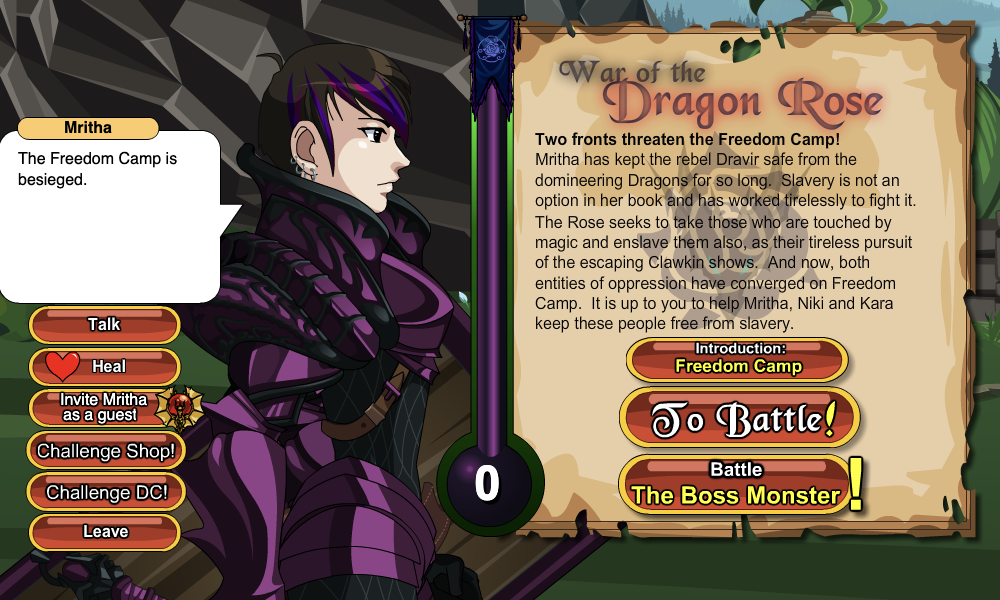 Mritha
The Freedom Camp is
besieged.
Talk
Heal
Invite Mritha
as a guest
Challenge Shop!
Challenge DC!
Leave
0
War of the
Dragon Rose
Two fronts threaten the Freedom Camp!
Mritha has kept the rebel Dravir safe from the
domineering Dragons for so long.  Slavery is not an
option in her book and has worked tirelessly to fight it.
The Rose seeks to take those who are touched by
magic and enslave them also, as their tireless pursuit
of the escaping Clawkin shows.  And now, both
entities of oppression have converged on Freedom
Camp.  It is up to you to help Mritha, Niki and Kara
keep these people free from slavery.
Introduction:
Freedom Camp
To Battle!
Battle
The Boss Monster!